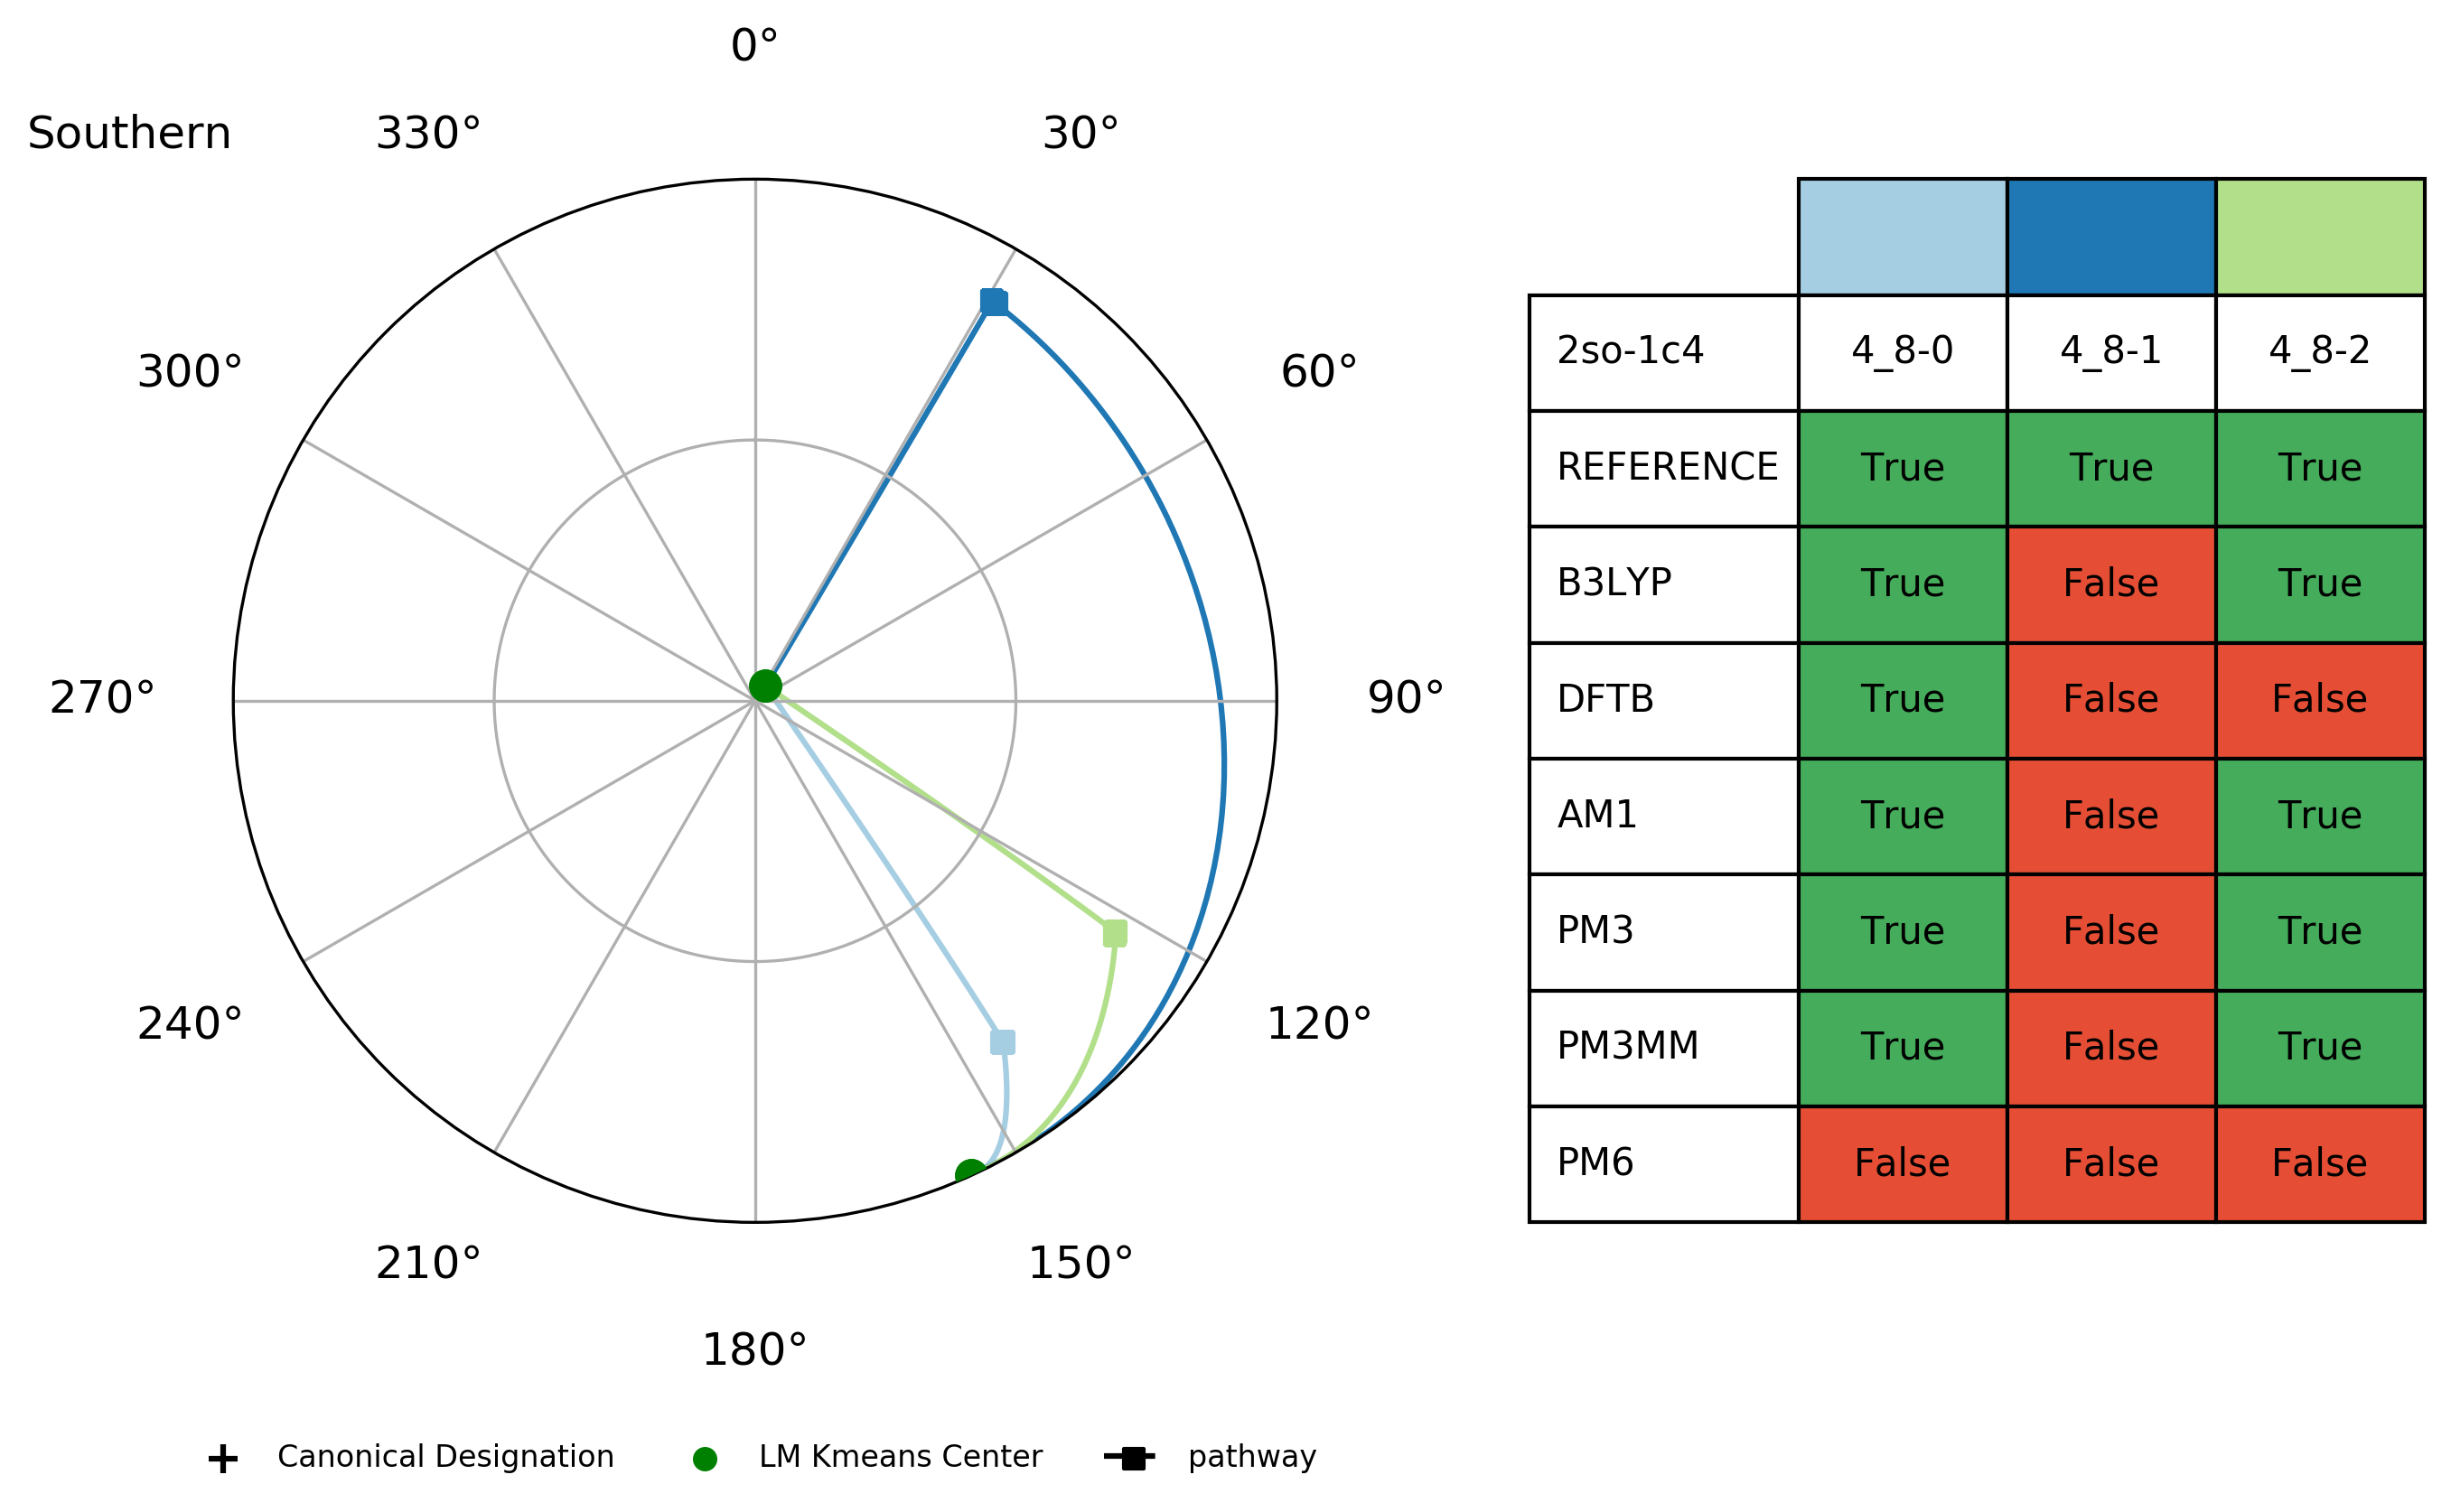 0°
Southern
330°
30°
300°
60°
270°
90°
240°
120°
210°
150°
180°
2so-1c4 4_8-0 4_8-1 4_8-2
REFERENCE True True True
B3LYP True False True
DFTB True False False
AM1 True False True
PM3 True False True
PM3MM True False True
PM6 False False False
Canonical Designation LM Kmeans Center pathway